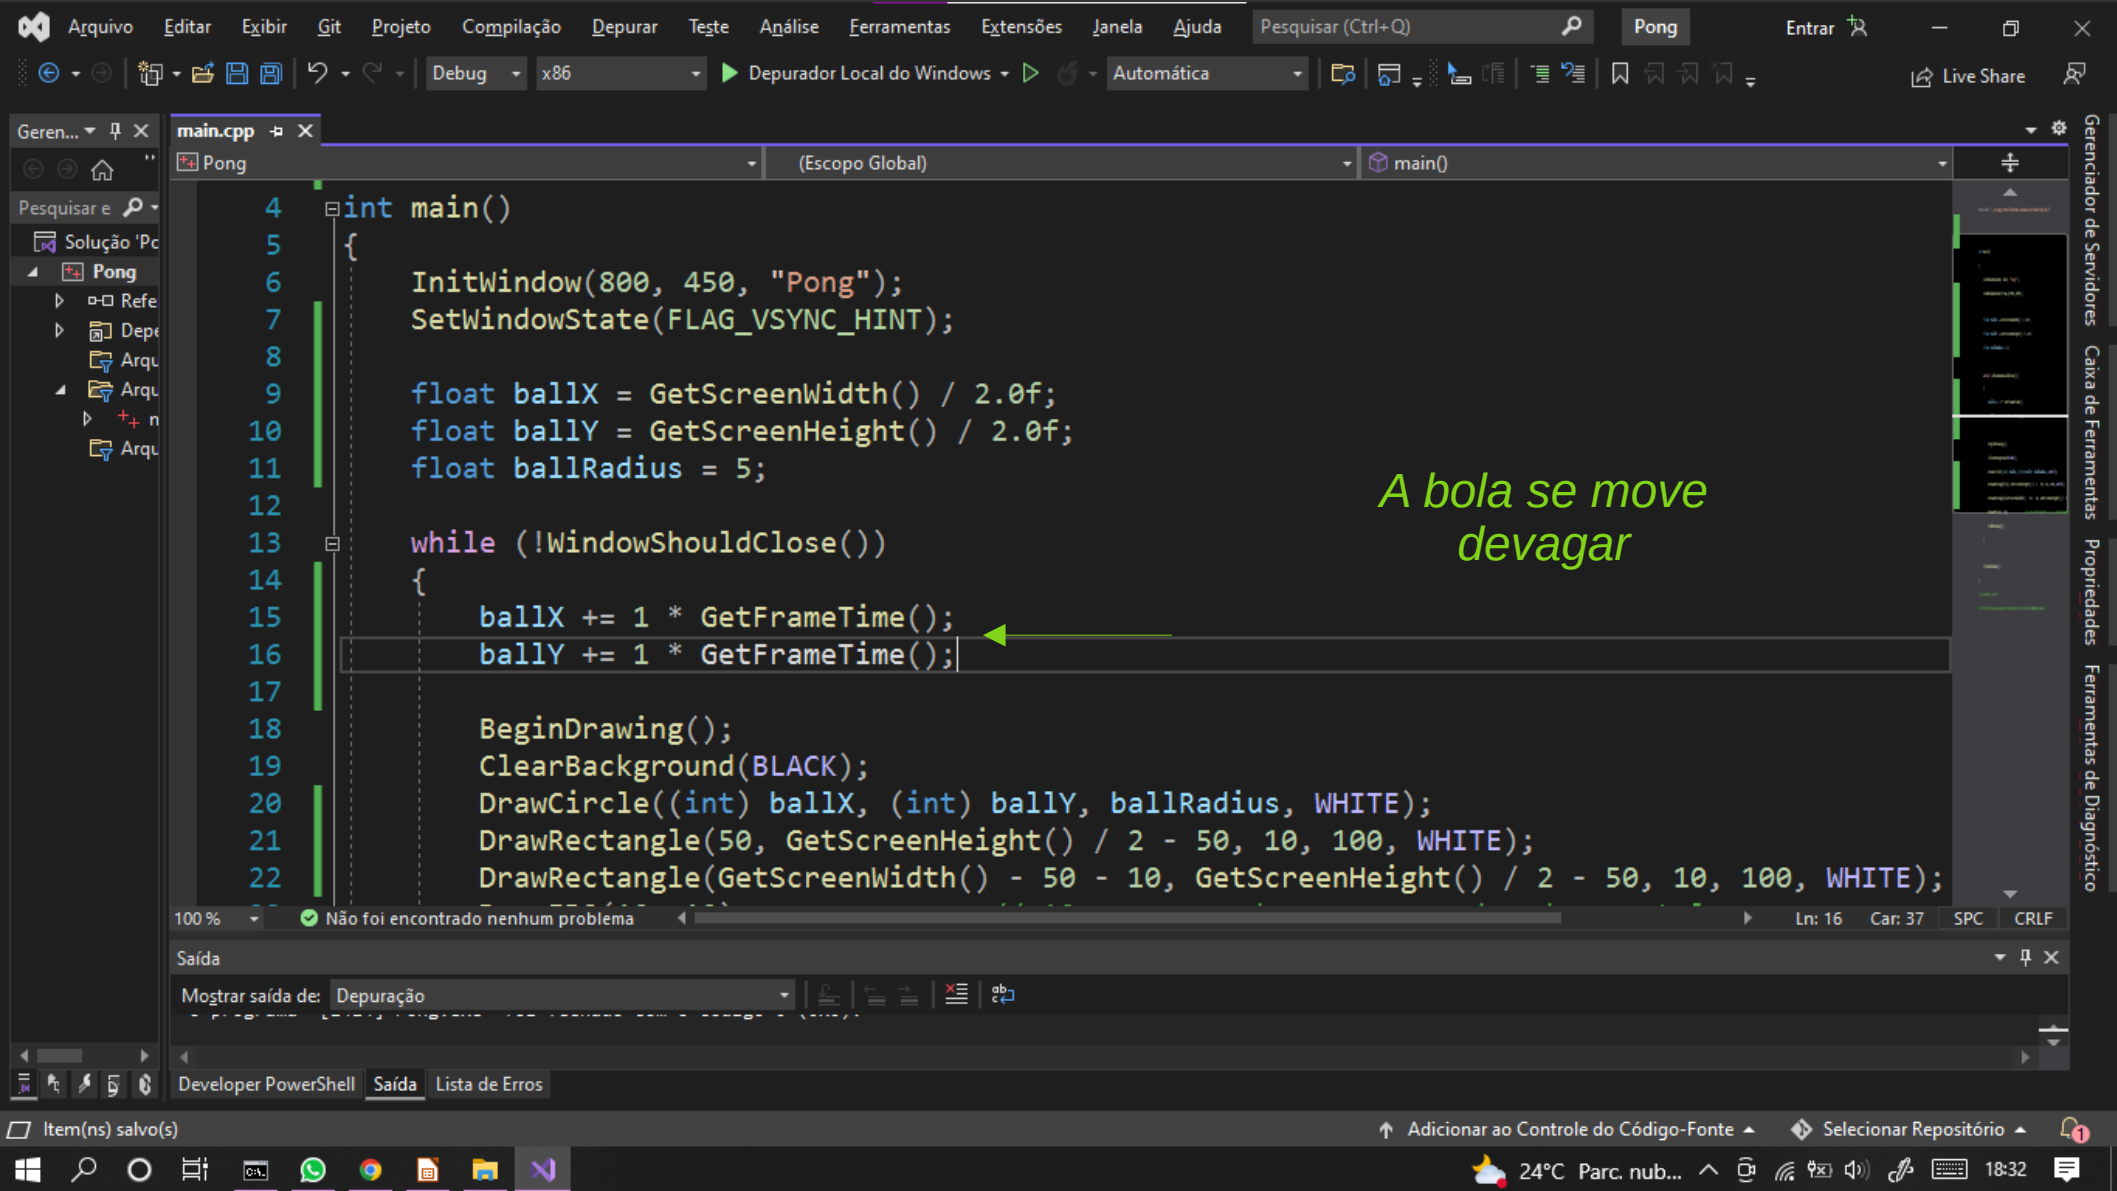 Arquivo Editar Exibir Git Projeto Compilação Depurar Teste Análise Ferramentas Extensões Janela Ajuda Pesquisar (Ctrl+Q) Pong Entrar
Debug x86 Depurador Local do Windows Automática Live Share
Geren... main.cpp
Pong (Escopo Global) main()
Pesquisar e
Solução 'Po
Pong
Refe
Depe
Arqu
Arqu
Arqu
4 int main()
5 {
6 InitWindow(800, 450, "Pong");
7 SetWindowState(FLAG_VSYNC_HINT);
8
9 float ballX = GetScreenWidth() / 2.0f;
10 float ballY = GetScreenHeight() / 2.0f;
11 float ballRadius = 5;
12
13 while (!WindowShouldClose())
14 {
15 ballX += 1 * GetFrameTime();
16 ballY += 1 * GetFrameTime();
17
18 BeginDrawing();
19 ClearBackground(BLACK);
20 DrawCircle((int) ballX, (int) ballY, ballRadius, WHITE);
21 DrawRectangle(50, GetScreenHeight() / 2 - 50, 10, 100, WHITE);
22 DrawRectangle(GetScreenWidth() - 50 - 10, GetScreenHeight() / 2 - 50, 10, 100, WHITE);
A bola se move
devagar
Gerenciador de Servidores
Caixa de Ferramentas
Propriedades
Ferramentas de Diagnóstico
100 % Não foi encontrado nenhum problema Ln: 16 Car: 37 SPC CRLF
Saída
Mostrar saída de: Depuração
Developer PowerShell Saída Lista de Erros
Item(ns) salvo(s) Adicionar ao Controle do Código-Fonte Selecionar Repositório 1
24°C Parc. nub... 18:32